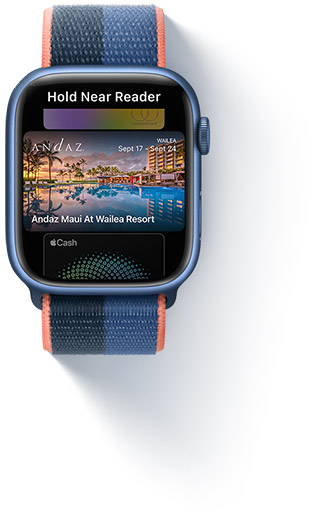 Hold Near Reader
ANdAZ
WAILEA
Sept 17 - Sept 24
Andaz Maui At Wailea Resort
Cash